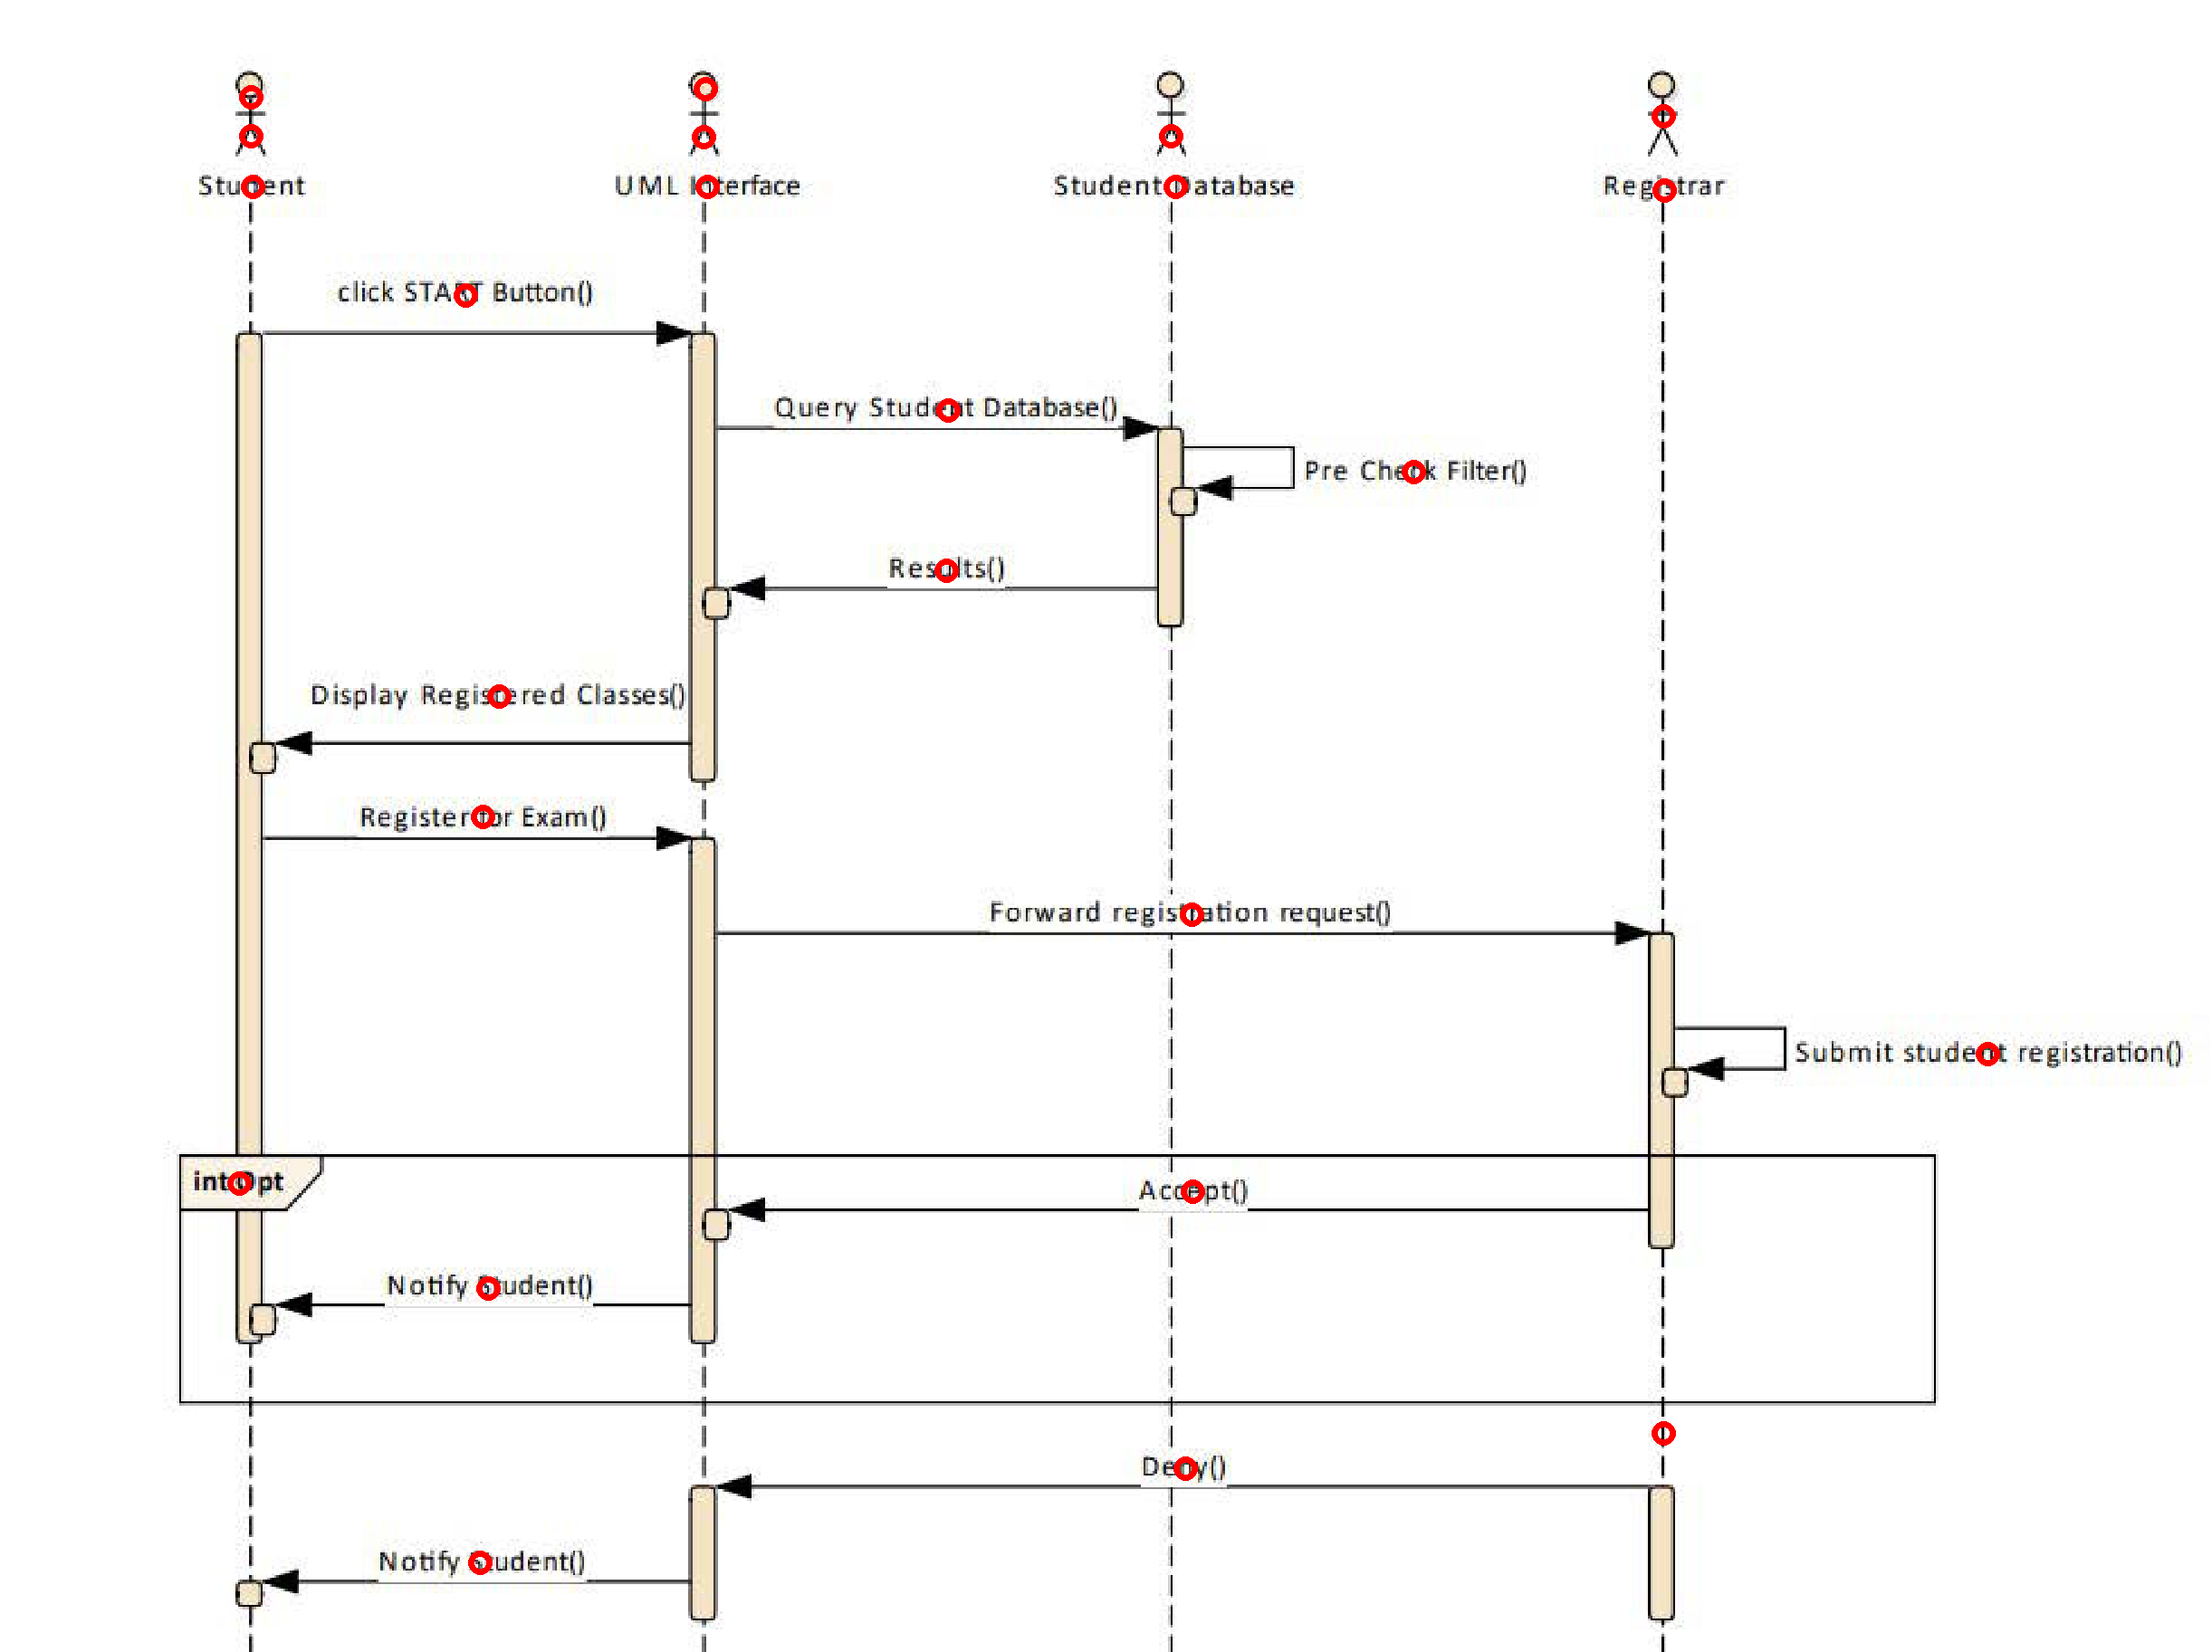 Student
UML Interface
Student Database
Registrar
click START Button()
Query Student Database()
Pre Check Filter()
Results()
Display Registered Classes()
Register for Exam()
Forward registration request()
Submit student registration()
int Opt
Accept()
Notify Student()
Deny()
Notify Student()